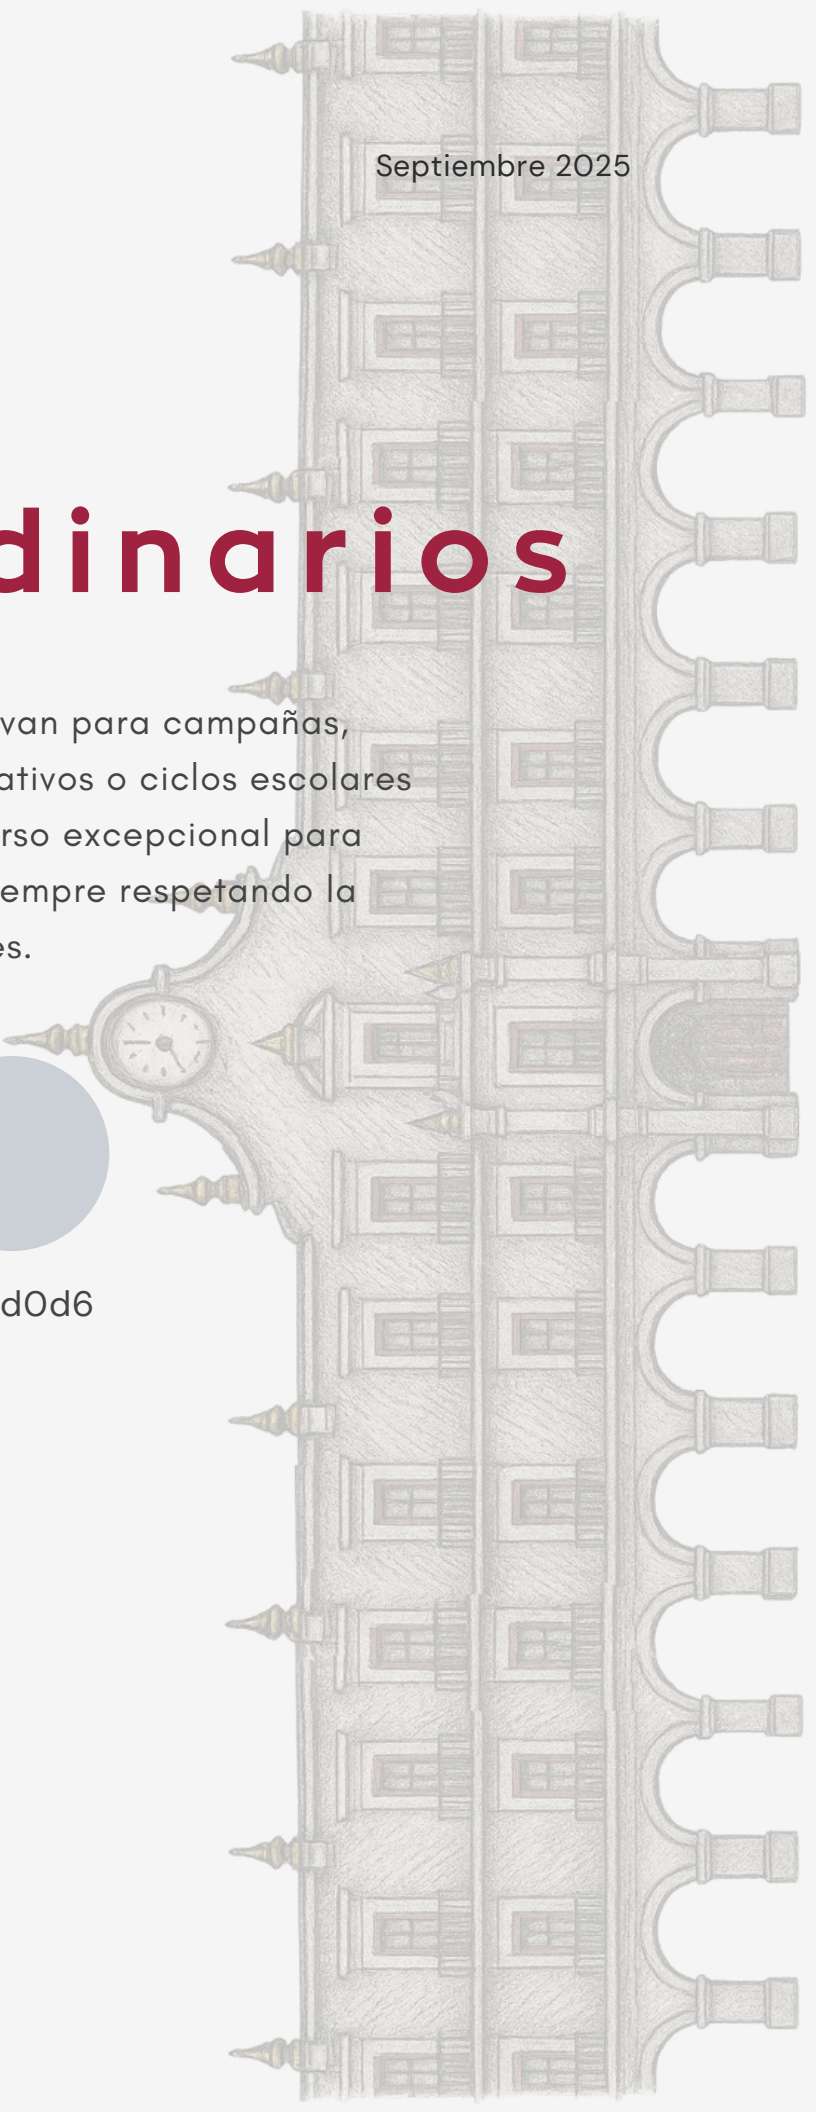 Septiembre 2025
dinarios
van para campañas,
ativos o ciclos escolares
rso excepcional para
empre respetando la
es.
d0d6